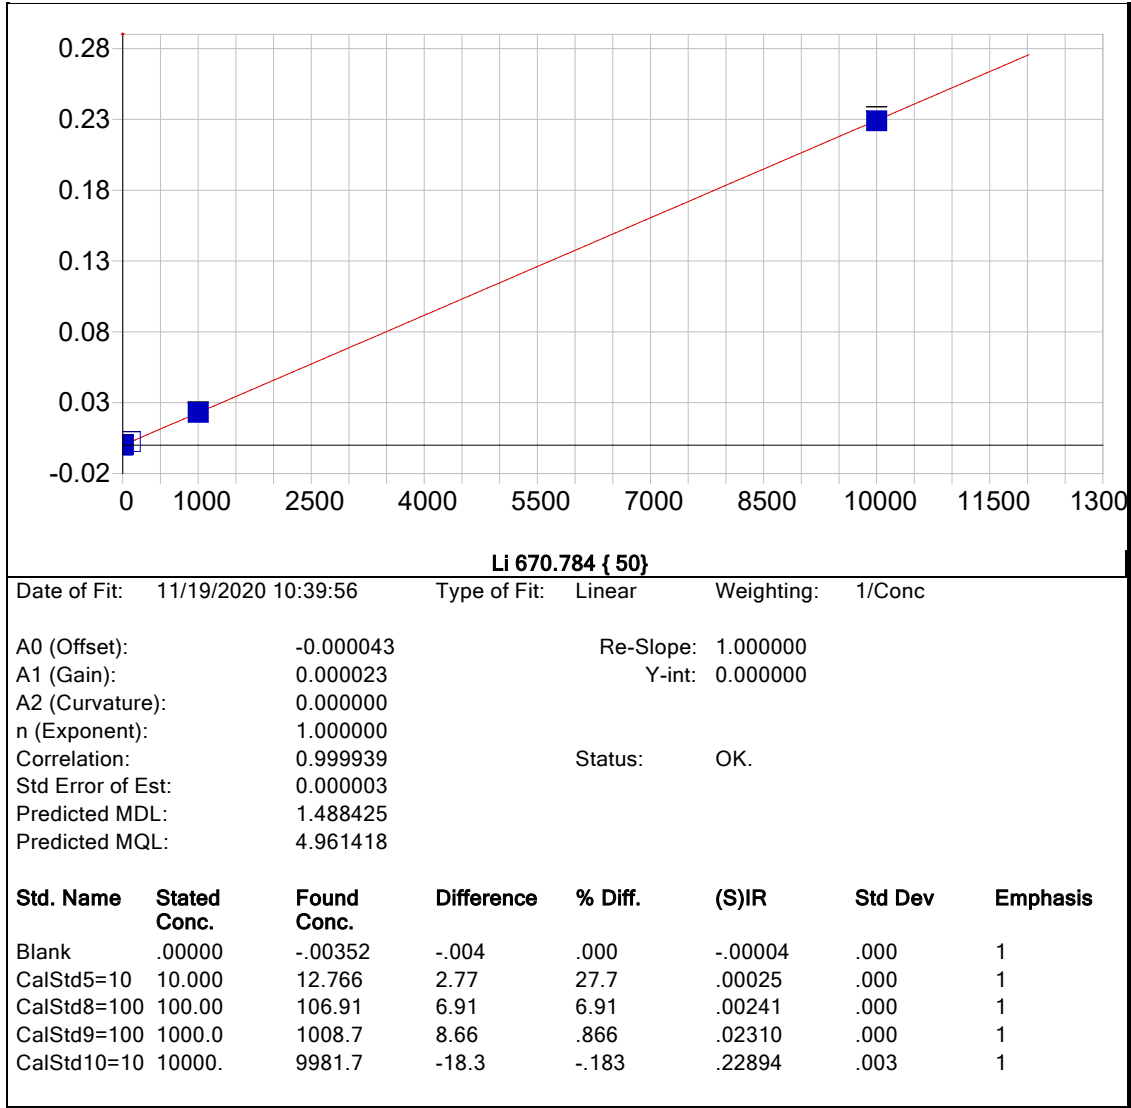 0.28
0.23
0.18
0.13
0.08
0.03
-0.02
0 1000 2500 4000 5500 7000 8500 10000 11500 1300
Li 670.784 { 50}
Date of Fit: 11/19/2020 10:39:56 Type of Fit: Linear Weighting: 1/Conc
A0 (Offset): -0.000043 Re-Slope: 1.000000
A1 (Gain): 0.000023 Y-int: 0.000000
A2 (Curvature): 0.000000
n (Exponent): 1.000000
Correlation: 0.999939 Status: OK.
Std Error of Est: 0.000003
Predicted MDL: 1.488425
Predicted MQL: 4.961418
Std. Name Stated Conc. Found Conc. Difference % Diff. (S)IR Std Dev Emphasis
Blank .00000 -.00352 -.004 .000 -.00004 .000 1
CalStd5=10 10.000 12.766 2.77 27.7 .00025 .000 1
CalStd8=100 100.00 106.91 6.91 6.91 .00241 .000 1
CalStd9=100 1000.0 1008.7 8.66 .866 .02310 .000 1
CalStd10=10 10000. 9981.7 -18.3 -.183 .22894 .003 1